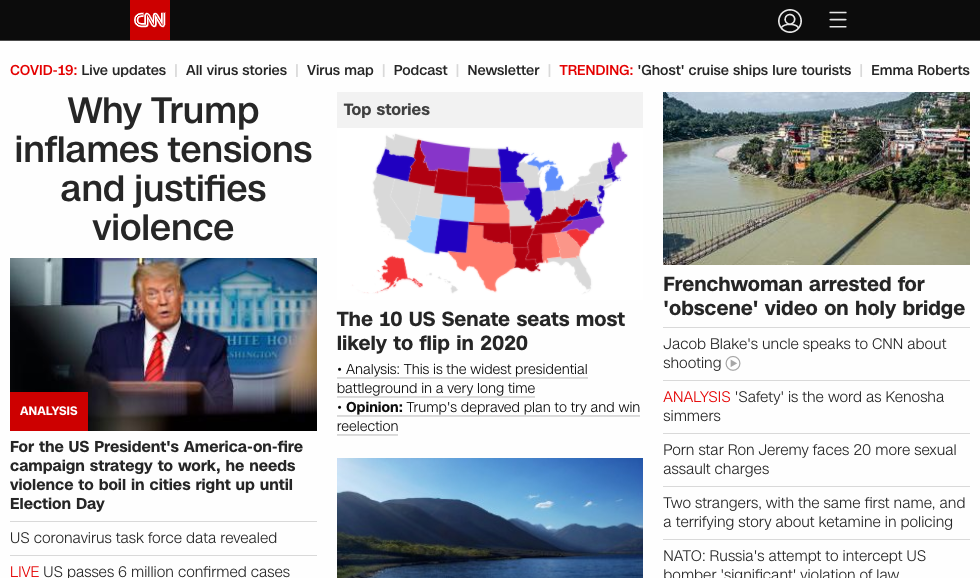 CNN
COVID-19: Live updates | All virus stories | Virus map | Podcast | Newsletter | TRENDING: 'Ghost' cruise ships lure tourists | Emma Roberts
Why Trump
inflames tensions
and justifies
violence
ANALYSIS
For the US President's America-on-fire
campaign strategy to work, he needs
violence to boil in cities right up until
Election Day
US coronavirus task force data revealed
LIVE US passes 6 million confirmed cases
Top stories
The 10 US Senate seats most
likely to flip in 2020
• Analysis: This is the widest presidential
battleground in a very long time
• Opinion: Trump's depraved plan to try and win
reelection
Frenchwoman arrested for
'obscene' video on holy bridge
Jacob Blake's uncle speaks to CNN about
shooting
ANALYSIS 'Safety' is the word as Kenosha
simmers
Porn star Ron Jeremy faces 20 more sexual
assault charges
Two strangers, with the same first name, and
a terrifying story about ketamine in policing
NATO: Russia's attempt to intercept US
bomber 'significant' violation of law